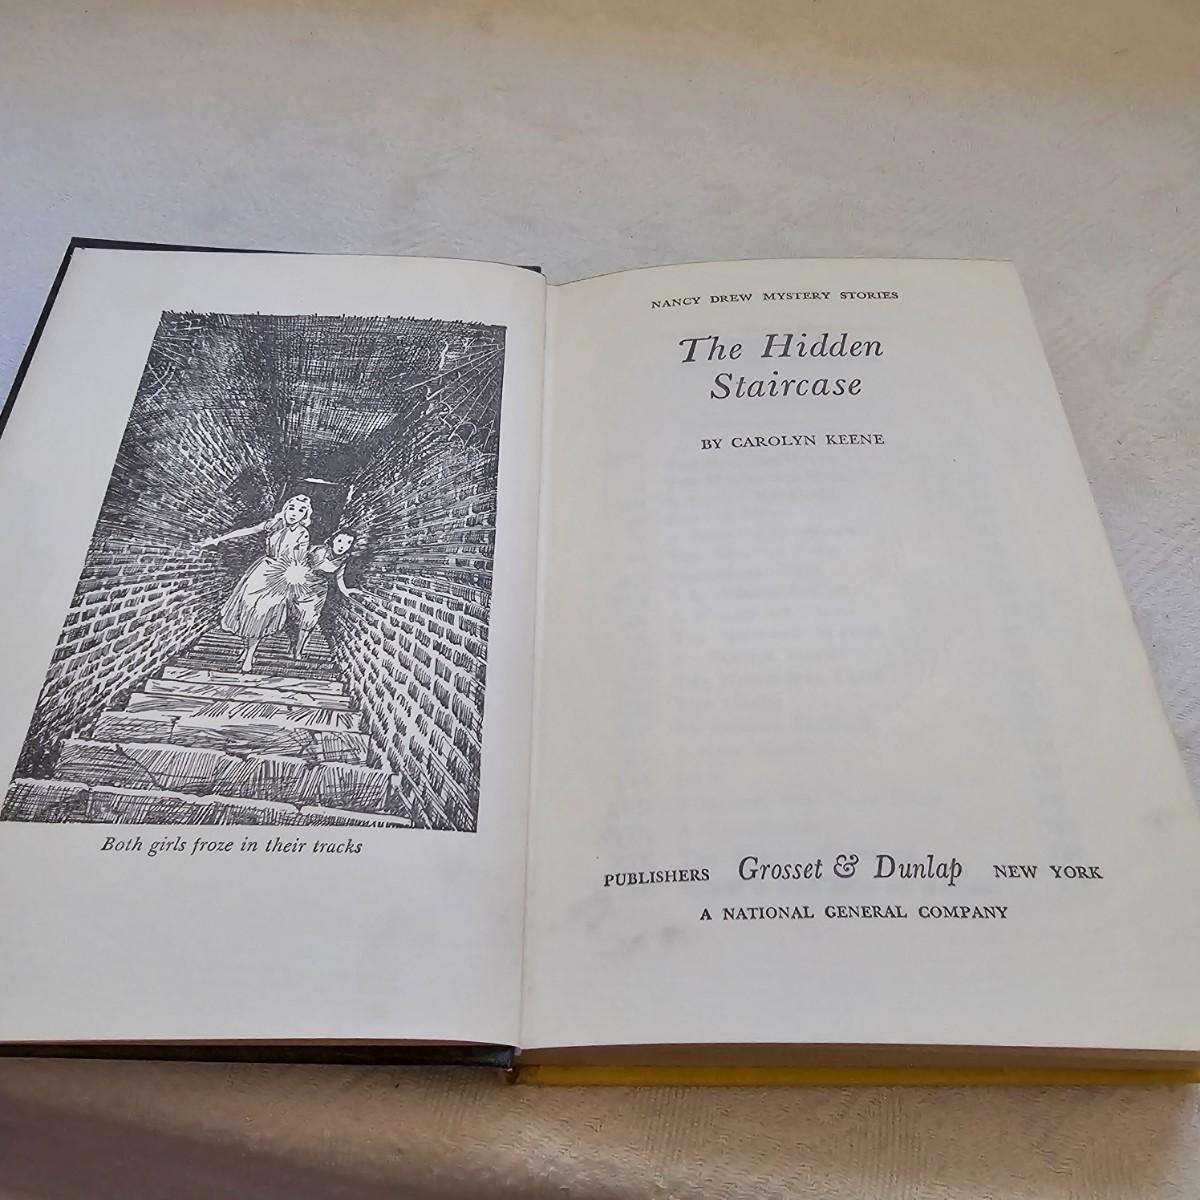 Both girls froze in their tracks
NANCY DREW MYSTERY STORIES
The Hidden
Staircase
BY CAROLYN KEENE
PUBLISHERS Grosset & Dunlap NEW YORK
A NATIONAL GENERAL COMPANY